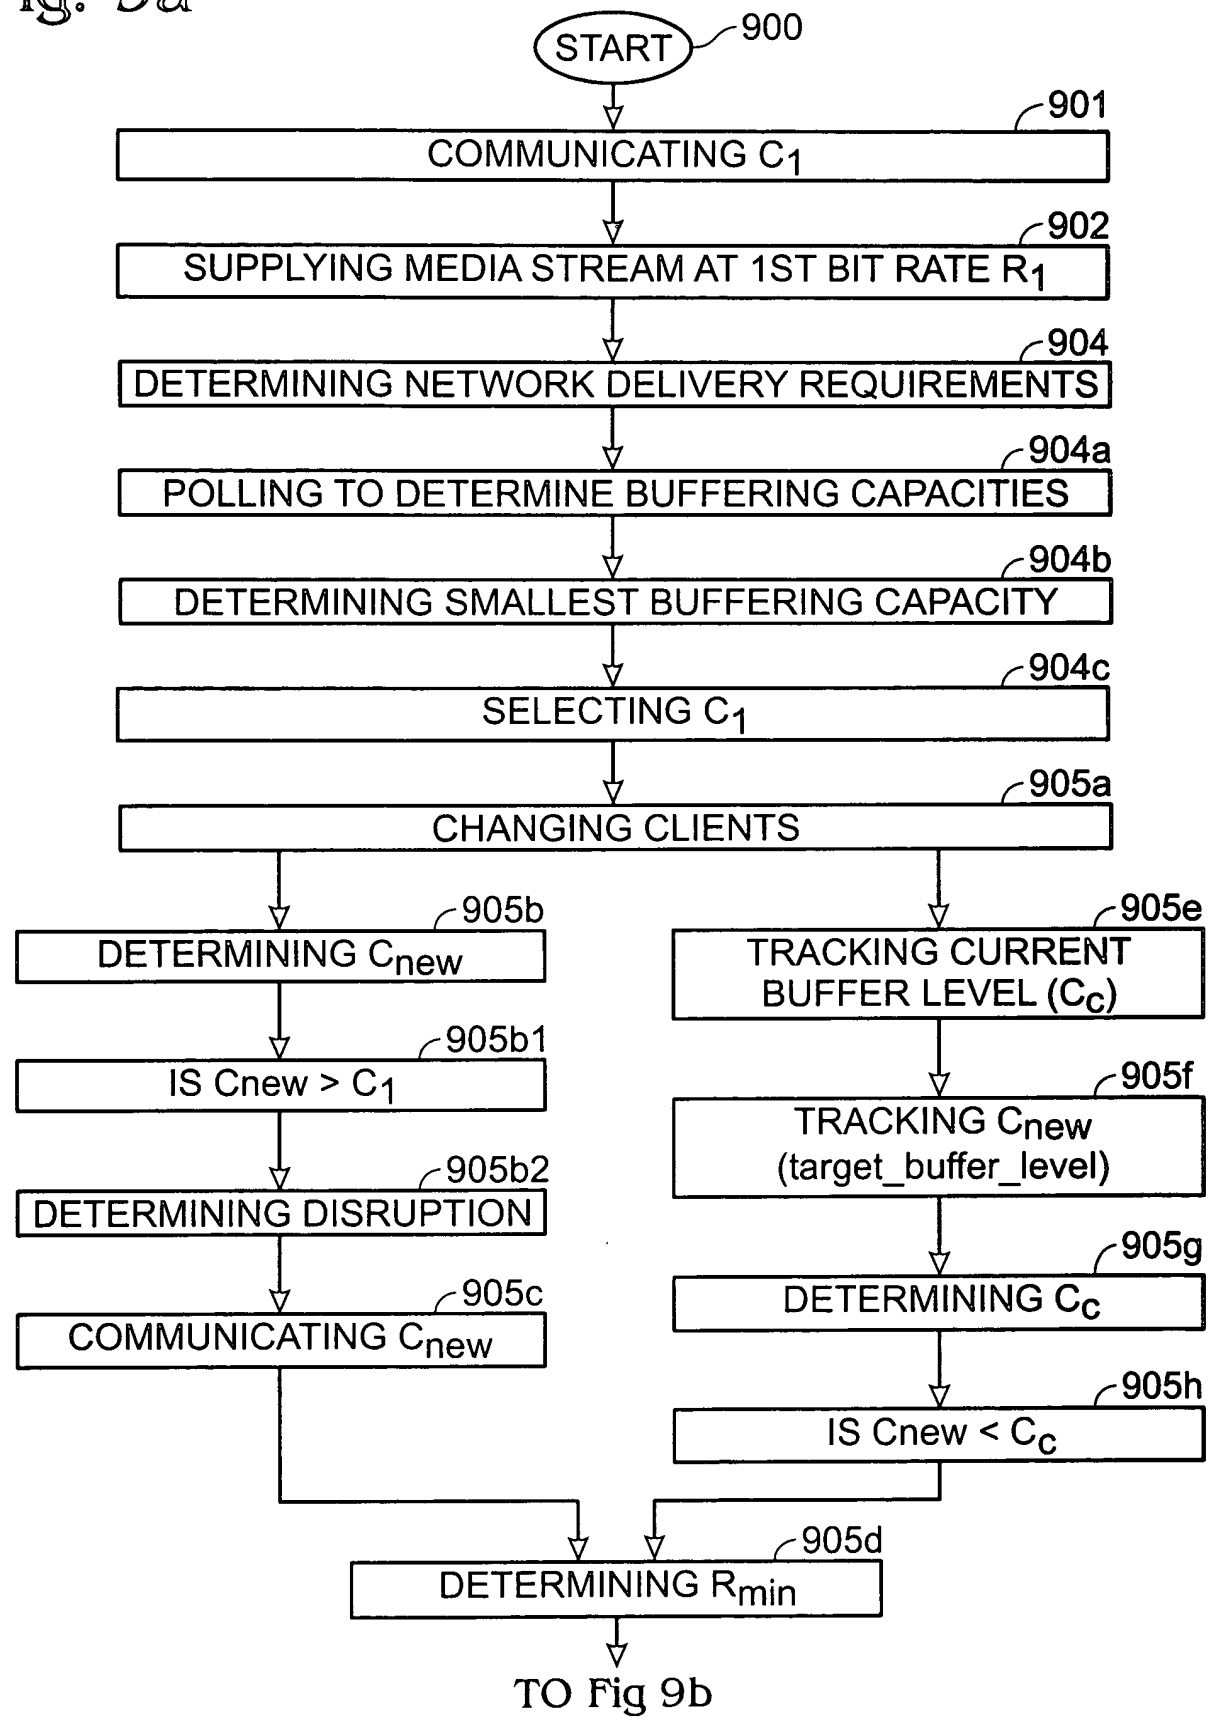 START
900
901
COMMUNICATING C1
902
SUPPLYING MEDIA STREAM AT 1ST BIT RATE R1
904
DETERMINING NETWORK DELIVERY REQUIREMENTS
904a
POLLING TO DETERMINE BUFFERING CAPACITIES
904b
DETERMINING SMALLEST BUFFERING CAPACITY
904c
SELECTING C1
905a
CHANGING CLIENTS
905b
DETERMINING Cnew
905b1
IS Cnew > C1
905b2
DETERMINING DISRUPTION
905c
COMMUNICATING Cnew
905e
TRACKING CURRENT
BUFFER LEVEL (Cc)
905f
TRACKING Cnew
(target_buffer_level)
905g
DETERMINING Cc
905h
IS Cnew < Cc
905d
DETERMINING Rmin
TO Fig 9b